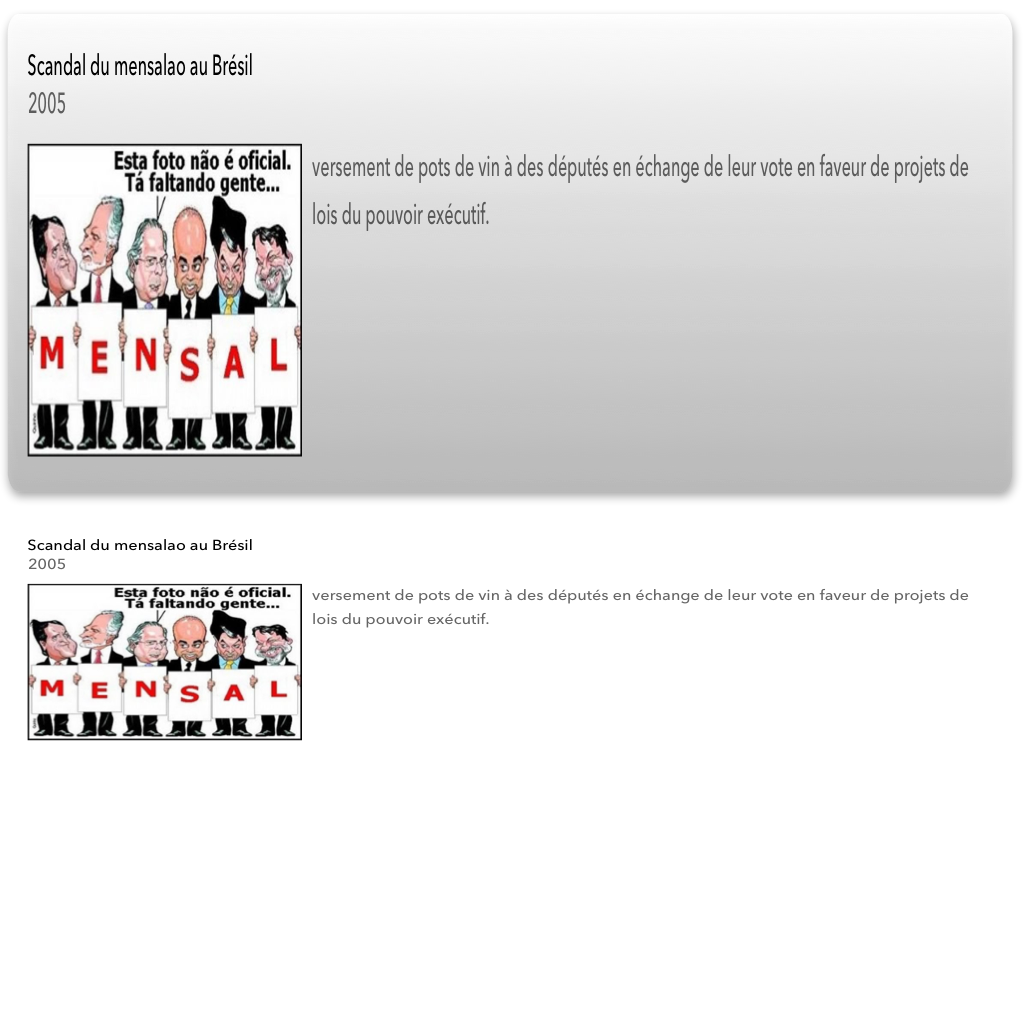 Scandal du mensalao au Brésil
2005
Esta foto não é oficial.
Tá faltando gente...
M E N S A L
versement de pots de vin à des députés en échange de leur vote en faveur de projets de
lois du pouvoir exécutif.
Scandal du mensalao au Brésil
2005
Esta foto não é oficial.
Tá faltando gente...
M E N S A L
versement de pots de vin à des députés en échange de leur vote en faveur de projets de
lois du pouvoir exécutif.